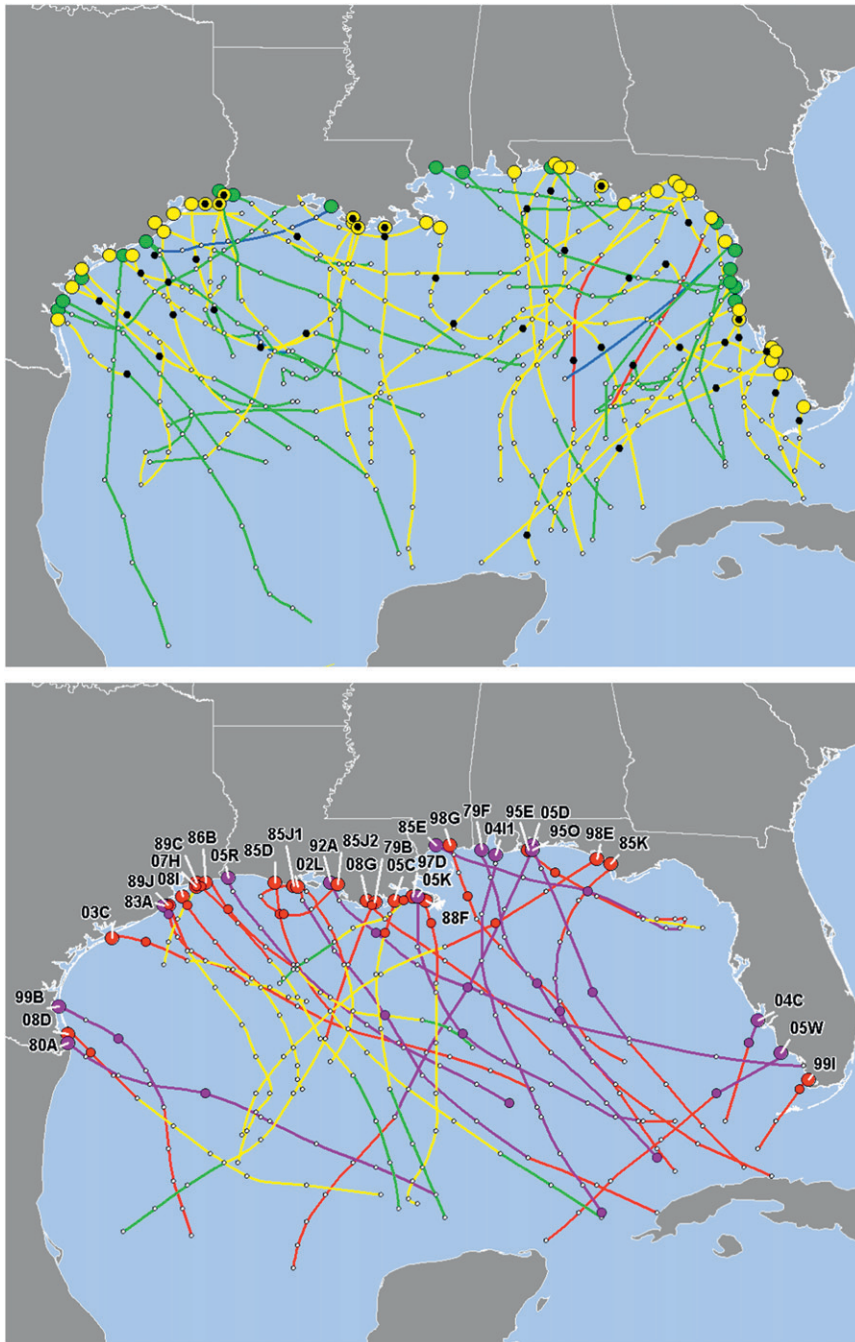 79F 95E 05D
98G 04I1 95O 98E
85E 85K
85J2
79B
92A 97D
85J1 08G 05C 05K
02L
85D 88F
05R
86B
89C
07H
08I
89J
83A
03C
99B
08D
80A
04C
05W
99I